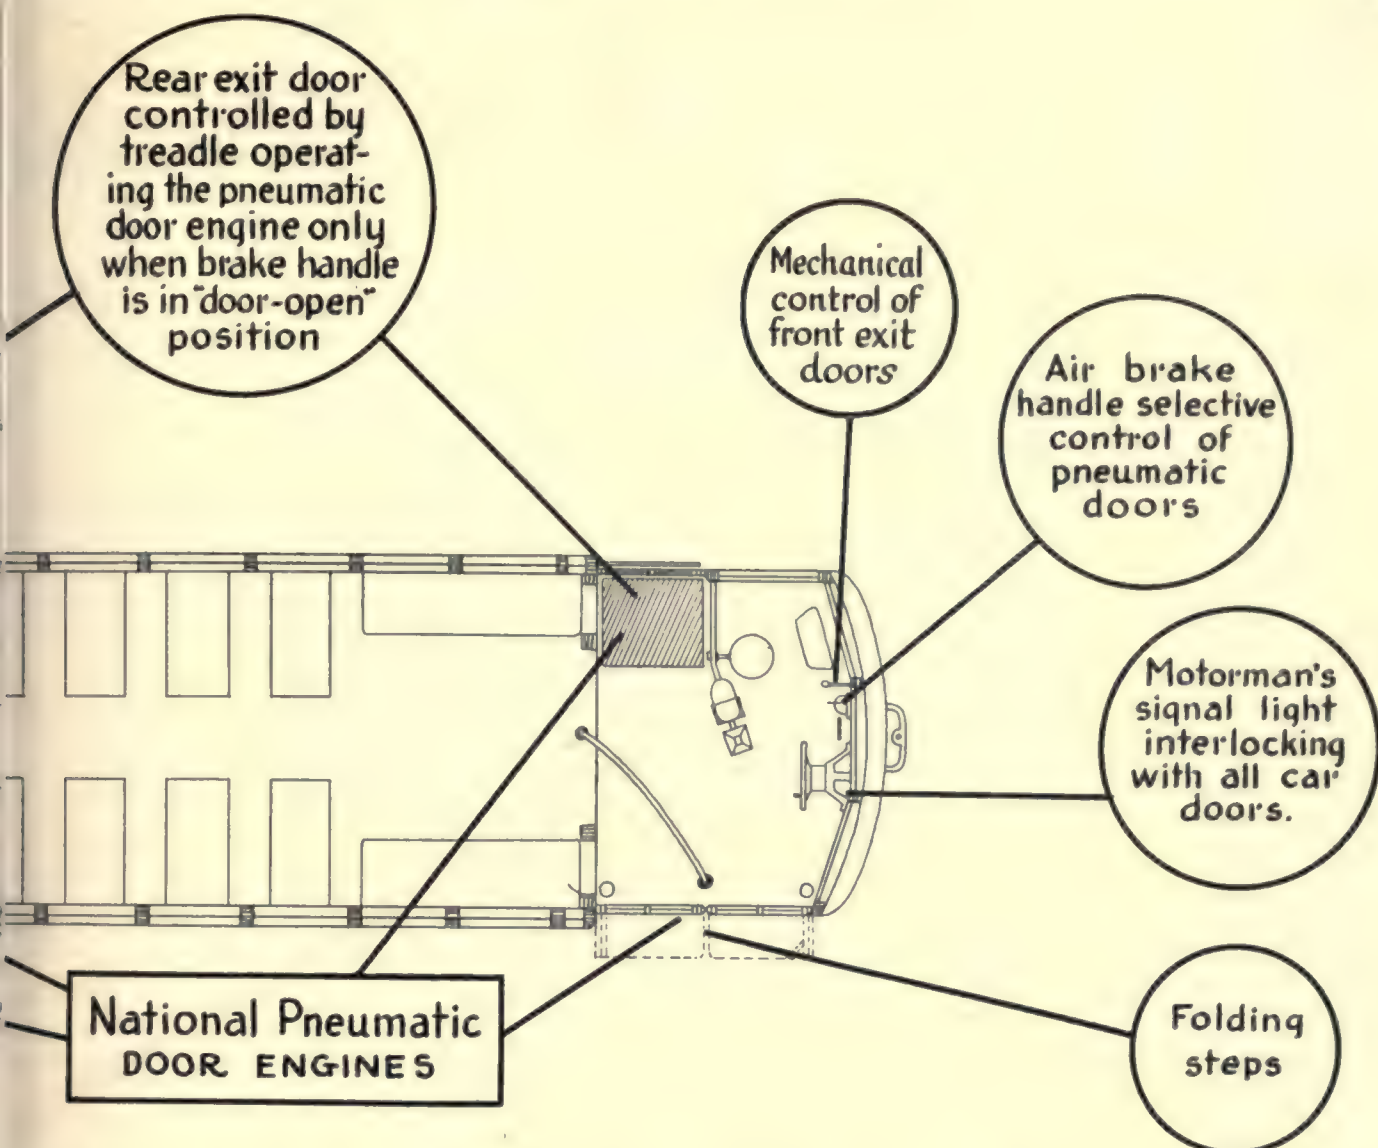 Rear exit door
controlled by
treadle operat-
ing the pneumatic
door engine only
when brake handle
is in "door-open"
position
Mechanical
control of
front exit
doors
Air brake
handle selective
control of
pneumatic
doors
Motorman's
signal light
interlocking
with all car
doors.
National Pneumatic
DOOR ENGINES
Folding
steps